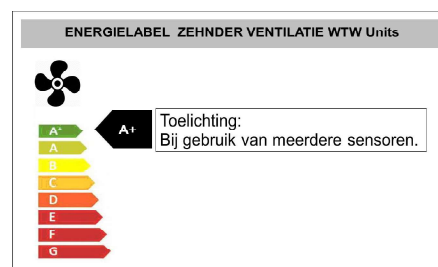 ENERGIELABEL ZEHNDER VENTILATIE WTW Units
Toelichting:
Bij gebruik van meerdere sensoren.
A+
A+
A
B
C
D
E
F
G